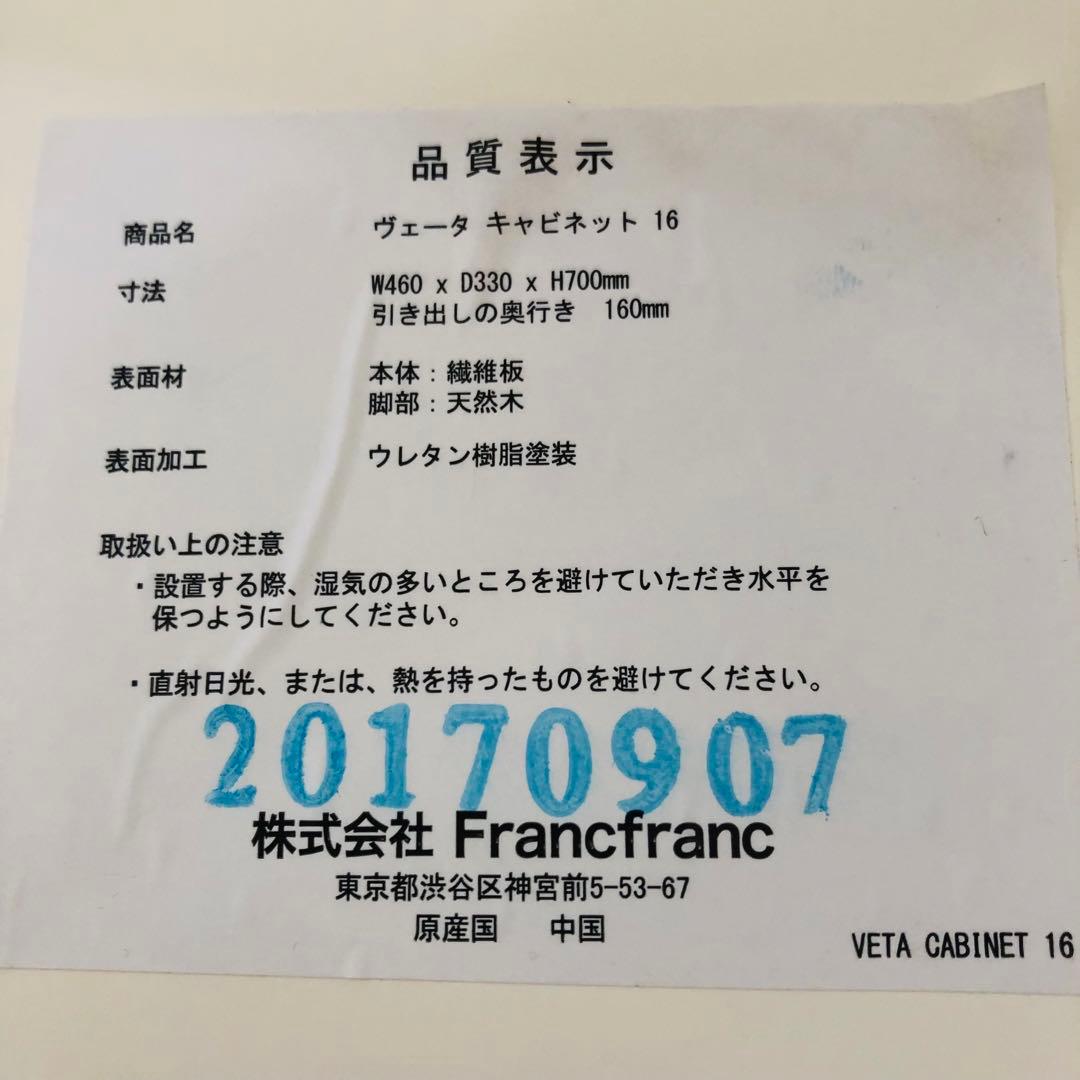 品質表示
商品名 ヴェータ キャビネット 16
寸法 W460 x D330 x H700mm
引き出しの奥行き 160mm
表面材 本体：繊維板
脚部：天然木
表面加工 ウレタン樹脂塗装
取扱い上の注意
・設置する際、湿気の多いところを避けていただき水平を
保つようにしてください。
・直射日光、または、熱を持ったものを避けてください。
20170907
株式会社 Francfranc
東京都渋谷区神宮前5-53-67
原産国 中国
VETA CABINET 16